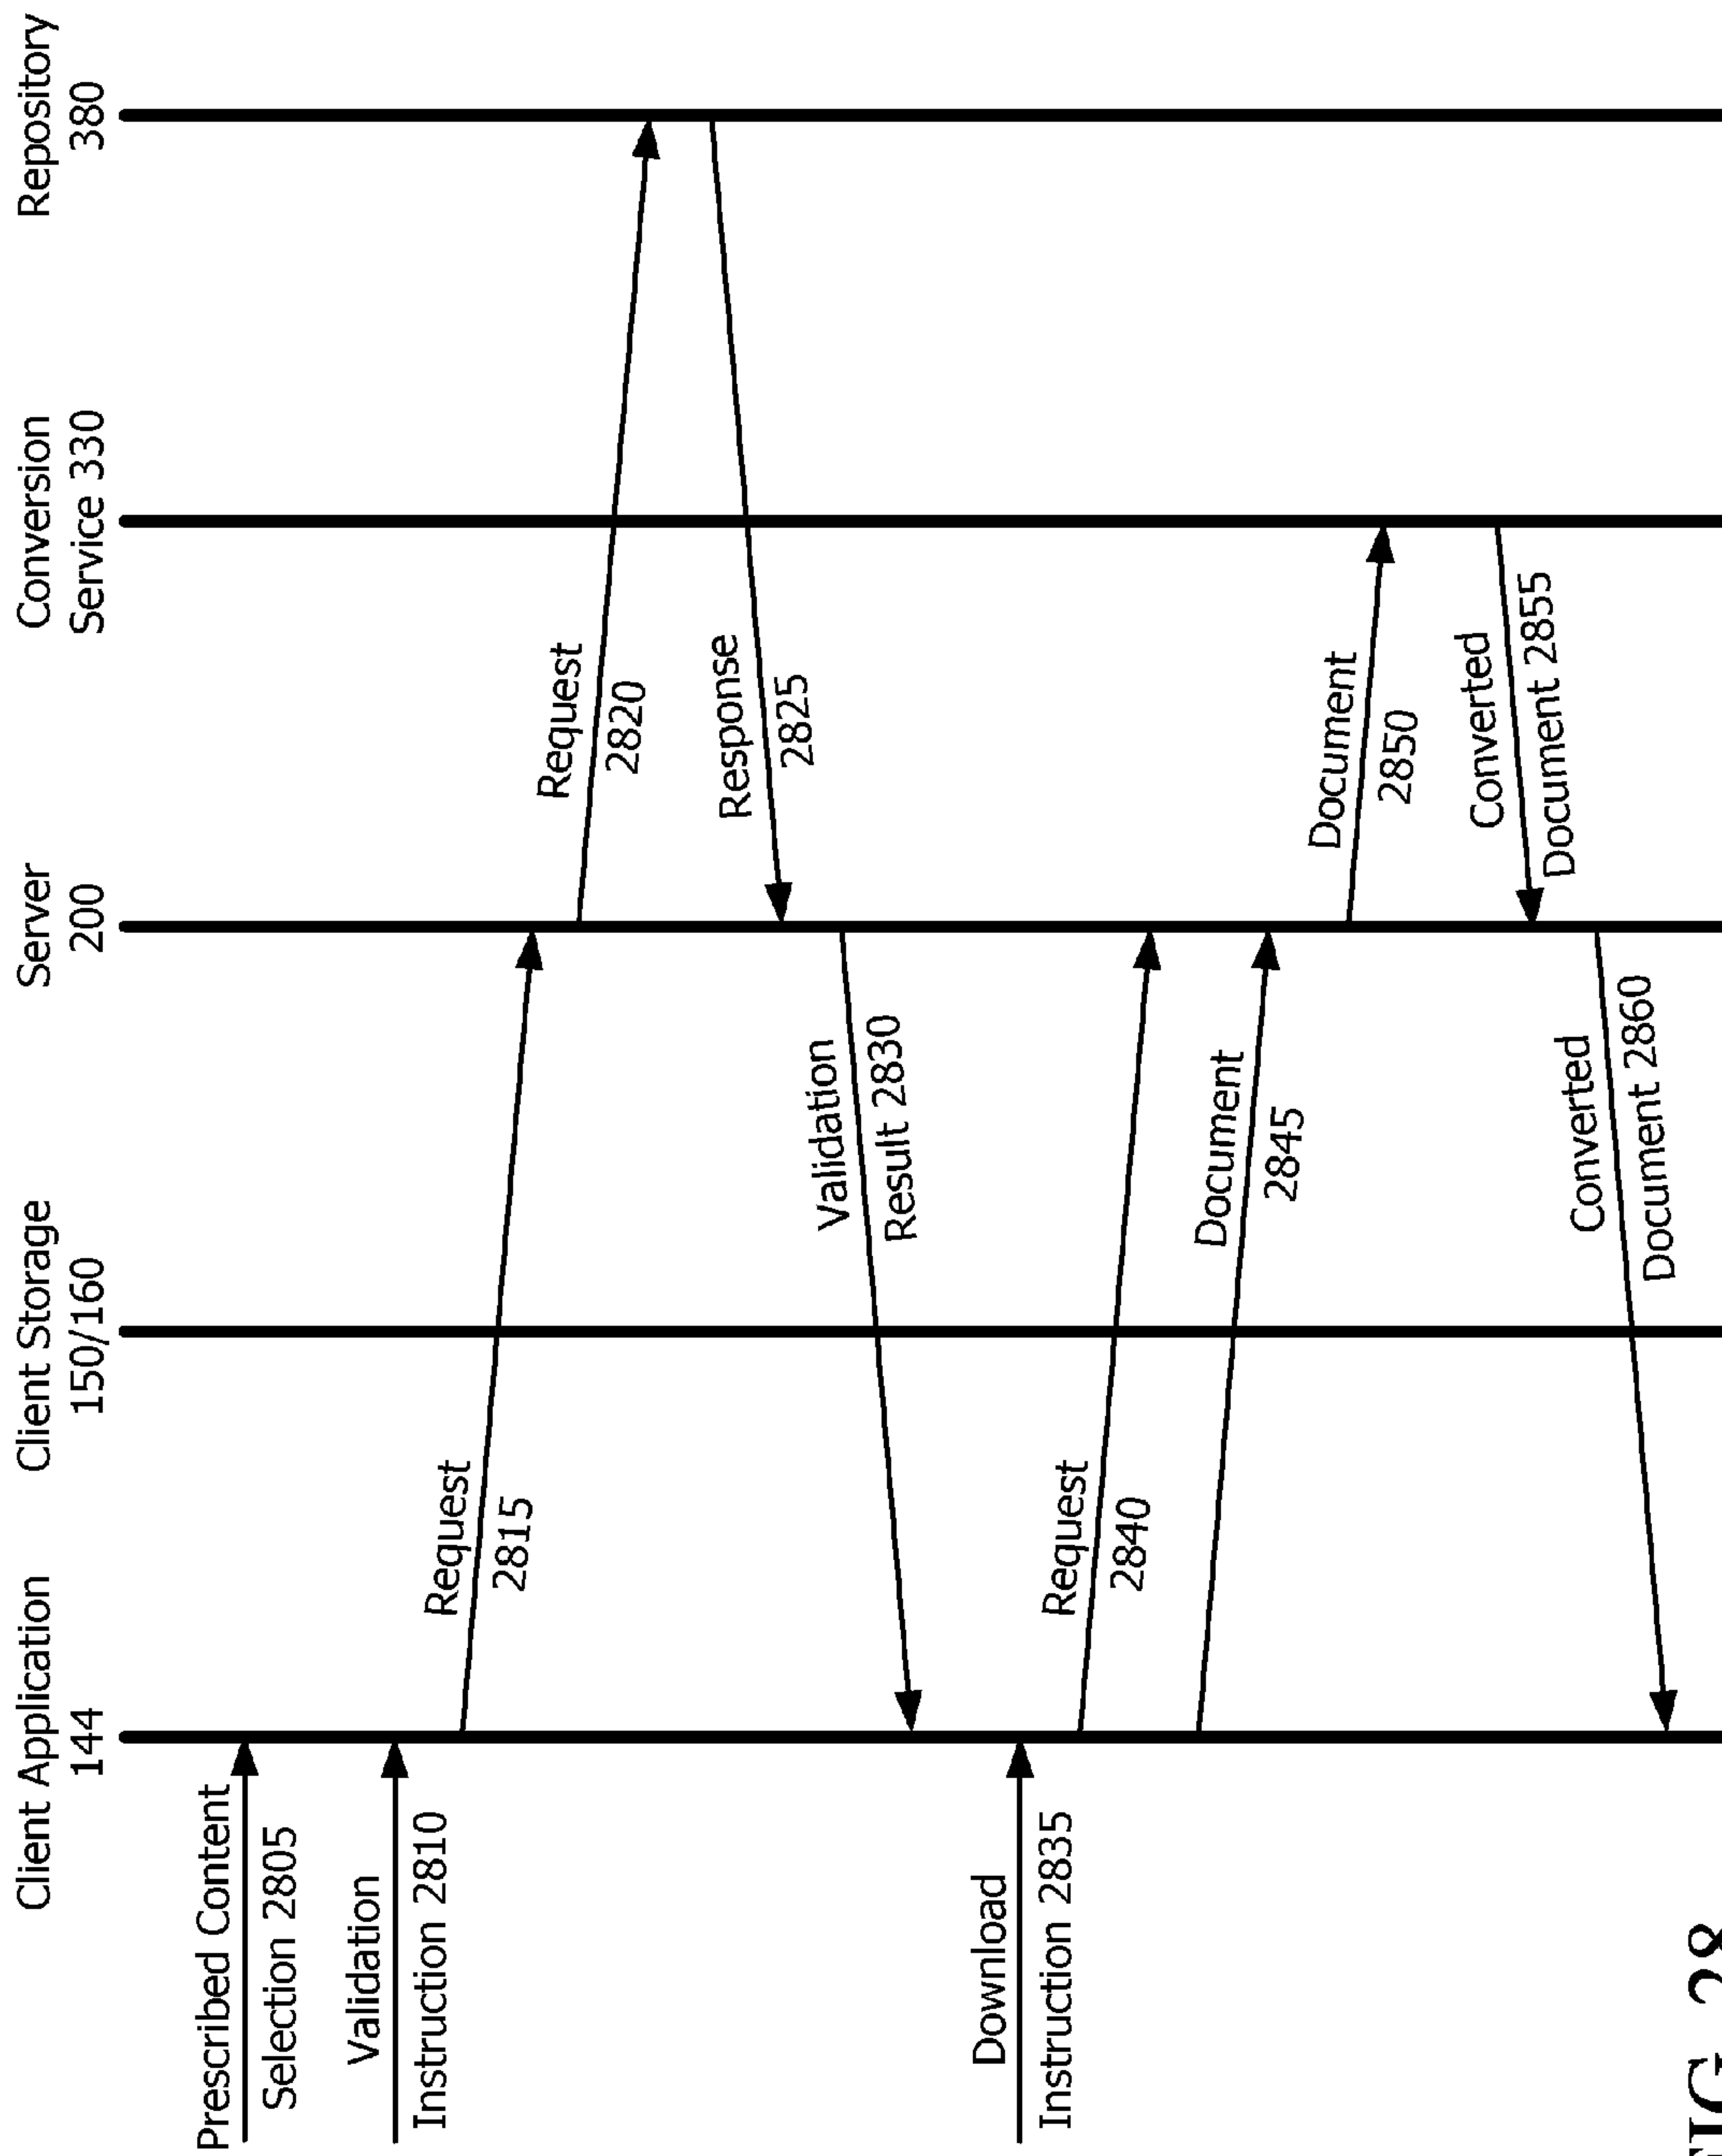 Client Application
144
Client Storage
150/160
Server
200
Conversion
Service 330
Repository
380
Prescribed Content
Selection 2805
Validation
Instruction 2810
Request
2815
Request
2820
Response
2825
Validation
Result 2830
Download
Instruction 2835
Request
2840
Document
2845
Document
2850
Converted
Document 2855
Converted
Document 2860
FIG. 28